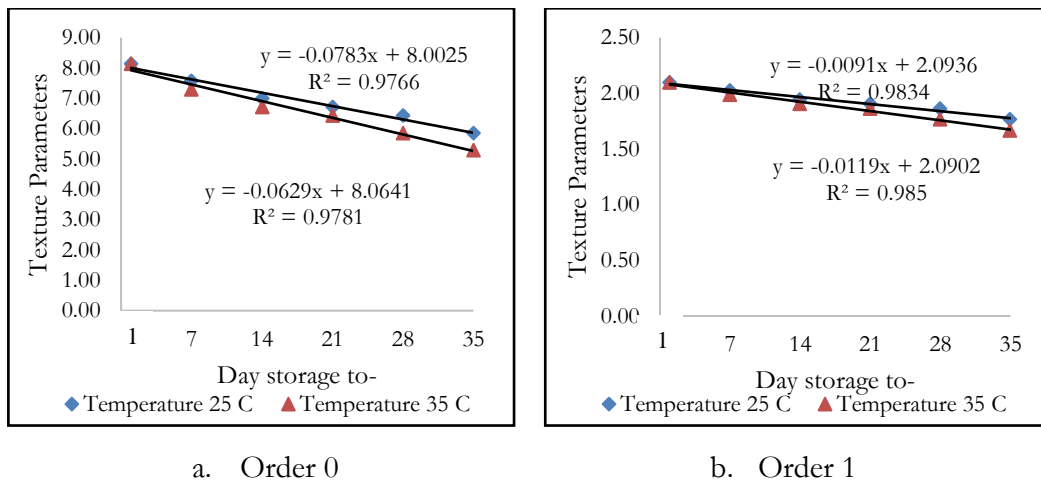 9.00
8.00
7.00
6.00
5.00
4.00
3.00
2.00
1.00
0.00
Texture Parameters
y = -0.0783x + 8.0025
R² = 0.9766
y = -0.0629x + 8.0641
R² = 0.9781
1 7 14 21 28 35
Day storage to-
Temperature 25 C Temperature 35 C
a. Order 0
2.50
2.00
1.50
1.00
0.50
0.00
Texture Parameters
y = -0.0091x + 2.0936
R² = 0.9834
y = -0.0119x + 2.0902
R² = 0.985
1 7 14 21 28 35
Day storage to-
Temperature 25 C Temperature 35 C
b. Order 1